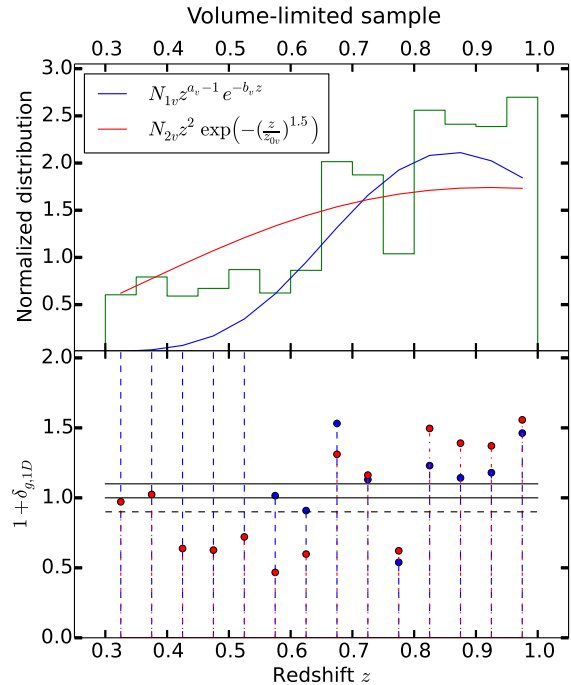 Volume-limited sample
0.3 0.4 0.5 0.6 0.7 0.8 0.9 1.0
3.0
2.5
2.0
1.5
1.0
0.5
Normalized distribution
N_{1v} z^{a_v-1} e^{-b_v z}
N_{2v} z^2 exp(-(z/z_{0v})^{1.5})
2.0
1.5
1.0
0.5
0.0
1 + δ_{g,1D}
0.3 0.4 0.5 0.6 0.7 0.8 0.9 1.0
Redshift z